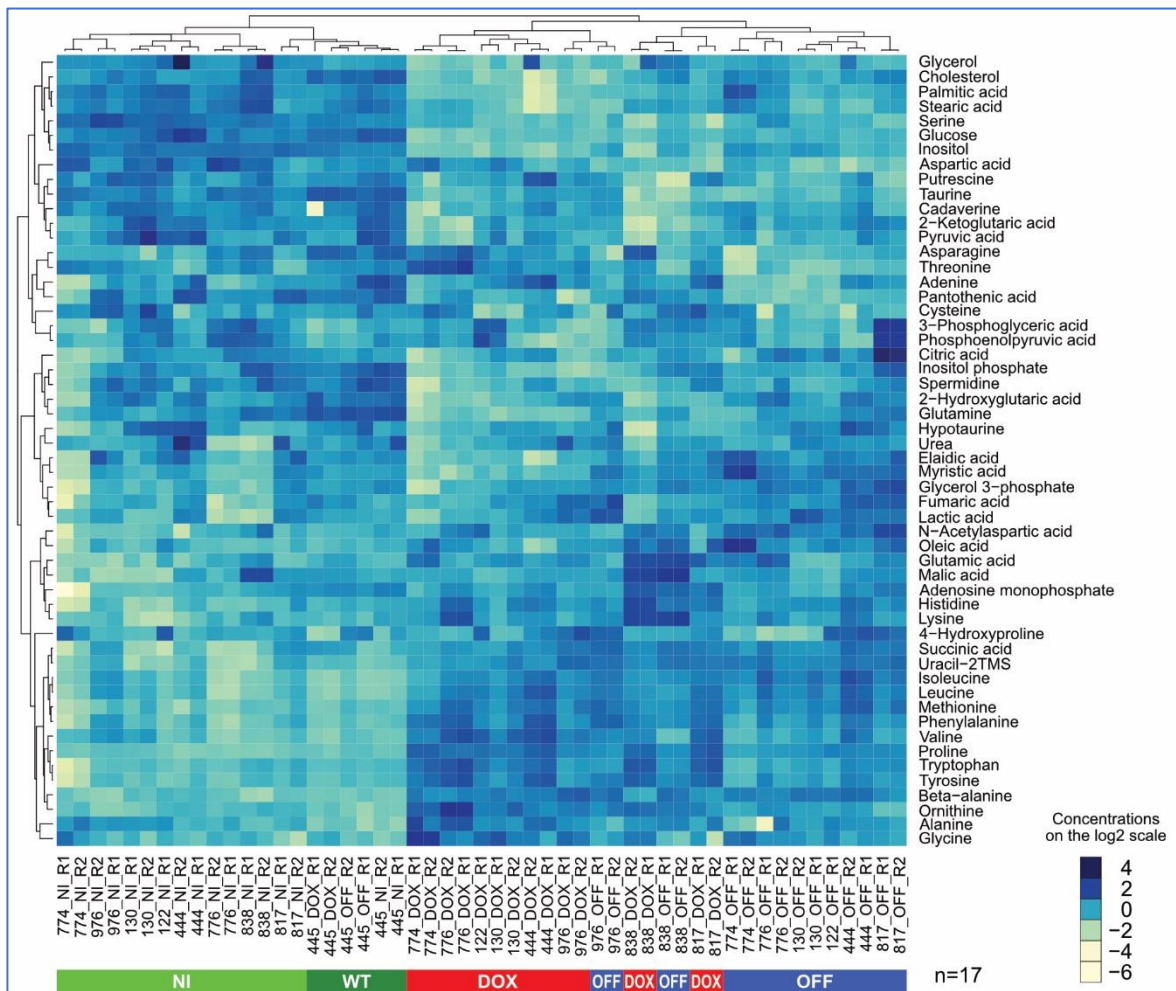 Glycerol
Cholesterol
Palmitic acid
Stearic acid
Serine
Glucose
Inositol
Aspartic acid
Putrescine
Taurine
Cadaverine
2−Ketoglutaric acid
Pyruvic acid
Asparagine
Threonine
Adenine
Pantothenic acid
Cysteine
3−Phosphoglyceric acid
Phosphoenolpyruvic acid
Citric acid
Inositol phosphate
Spermidine
2−Hydroxyglutaric acid
Glutamine
Hypotaurine
Urea
Elaidic acid
Myristic acid
Glycerol 3−phosphate
Fumaric acid
Lactic acid
N−Acetylaspartic acid
Oleic acid
Glutamic acid
Malic acid
Adenosine monophosphate
Histidine
Lysine
4−Hydroxyproline
Succinic acid
Uracil−2TMS
Isoleucine
Leucine
Methionine
Phenylalanine
Valine
Proline
Tryptophan
Tyrosine
Beta−alanine
Ornithine
Alanine
Glycine
774_NI_R1
774_NI_R2
976_NI_R2
976_NI_R1
130_NI_R1
130_NI_R2
122_NI_R1
444_NI_R2
444_NI_R1
776_NI_R2
776_NI_R1
838_NI_R1
838_NI_R2
817_NI_R1
817_NI_R2
445_DOX_R1
445_DOX_R2
445_OFF_R2
445_OFF_R1
445_NI_R2
445_NI_R1
774_DOX_R1
774_DOX_R2
776_DOX_R2
776_DOX_R1
122_DOX_R1
130_DOX_R1
130_DOX_R2
444_DOX_R2
444_DOX_R1
976_DOX_R1
976_DOX_R2
976_OFF_R1
976_OFF_R2
838_DOX_R2
838_DOX_R1
838_OFF_R1
838_OFF_R2
817_DOX_R1
817_DOX_R2
774_OFF_R1
774_OFF_R2
776_OFF_R1
776_OFF_R2
130_OFF_R2
130_OFF_R1
122_OFF_R1
444_OFF_R2
444_OFF_R1
817_OFF_R1
817_OFF_R2
NI
WT
DOX
OFF
DOX
OFF
DOX
OFF
n=17
Concentrations
on the log2 scale
4
2
0
−2
−4
−6